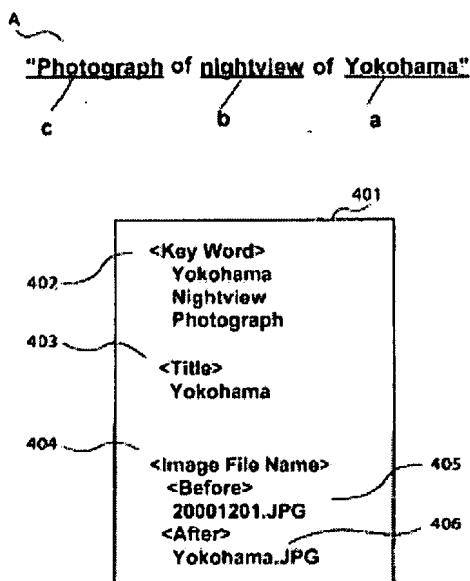 A
"Photograph of nightview of Yokohama"
c b a
401
402
<Key Word>
Yokohama
Nightview
Photograph
403
<Title>
Yokohama
404
<Image File Name>
405
<Before>
20001201.JPG
406
<After>
Yokohama.JPG